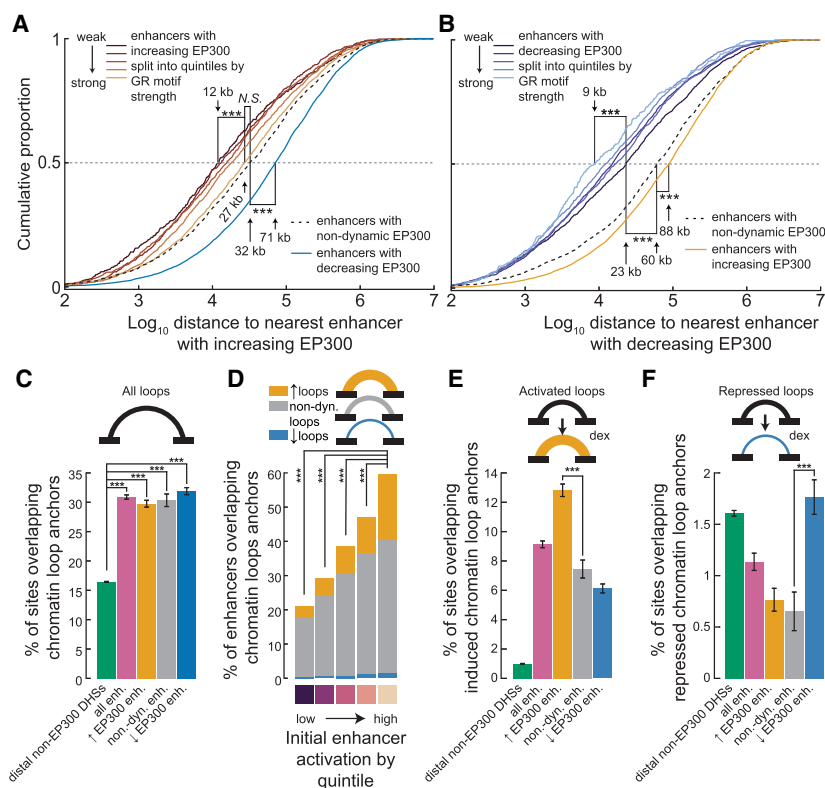 A
B
weak
strong
enhancers with
increasing EP300
split into quintiles by
GR motif
strength
12 kb
N.S.
***
27 kb
***
32 kb
71 kb
enhancers with
non-dynamic EP300
enhancers with
decreasing EP300
Cumulative proportion
1
0.5
0
2 3 4 5 6 7
Log10 distance to nearest enhancer
with increasing EP300
weak
strong
enhancers with
decreasing EP300
split into quintiles by
GR motif
strength
9 kb
***
***
88 kb
***
23 kb
60 kb
enhancers with
non-dynamic EP300
enhancers with
increasing EP300
2 3 4 5 6 7
Log10 distance to nearest enhancer
with decreasing EP300
C
All loops
% of sites overlapping
chromatin loop anchors
35
30
25
20
15
10
5
0
***
***
***
***
distal non-EP300 DHSs
all enh.
↑ EP300 enh.
non-dyn. enh.
↓ EP300 enh.
D
↑loops
non-dyn.
loops
↓loops
% of enhancers overlapping
chromatin loops anchors
60
50
40
30
20
10
0
***
***
***
***
low → high
Initial enhancer
activation by
quintile
E
Activated loops
dex
% of sites overlapping
induced chromatin loop anchors
14
12
10
8
6
4
2
0
***
distal non-EP300 DHSs
all enh.
↑ EP300 enh.
non-dyn. enh.
↓ EP300 enh.
F
Repressed loops
dex
% of sites overlapping
repressed chromatin loop anchors
2
1.5
1
0.5
0
***
distal non-EP300 DHSs
all enh.
↑ EP300 enh.
non-dyn. enh.
↓ EP300 enh.